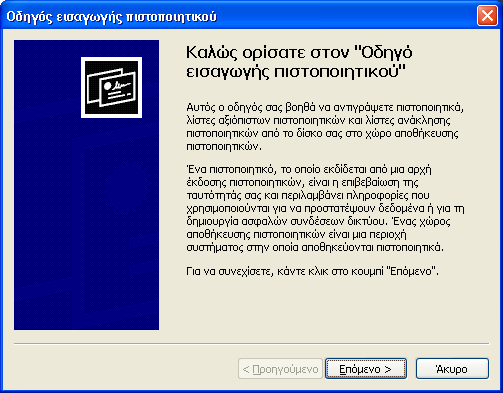 Οδηγός εισαγωγής πιστοποιητικού
Καλώς ορίσατε στον "Οδηγό
εισαγωγής πιστοποιητικού"
Αυτός ο οδηγός σας βοηθά να αντιγράψετε πιστοποιητικά,
λίστες αξιόπιστων πιστοποιητικών και λίστες ανάκλησης
πιστοποιητικών από το δίσκο σας στο χώρο αποθήκευσης
πιστοποιητικών.
Ένα πιστοποιητικό, το οποίο εκδίδεται από μια αρχή
έκδοσης πιστοποιητικών, είναι η επιβεβαίωση της
ταυτότητάς σας και περιλαμβάνει πληροφορίες που
χρησιμοποιούνται για να προστατέψουν δεδομένα ή για τη
δημιουργία ασφαλών συνδέσεων δικτύου. Ένας χώρος
αποθήκευσης πιστοποιητικών είναι μια περιοχή
συστήματος στην οποία αποθηκεύονται πιστοποιητικά.
Για να συνεχίσετε, κάντε κλικ στο κουμπί "Επόμενο".
< Προηγούμενο
Επόμενο >
Άκυρο